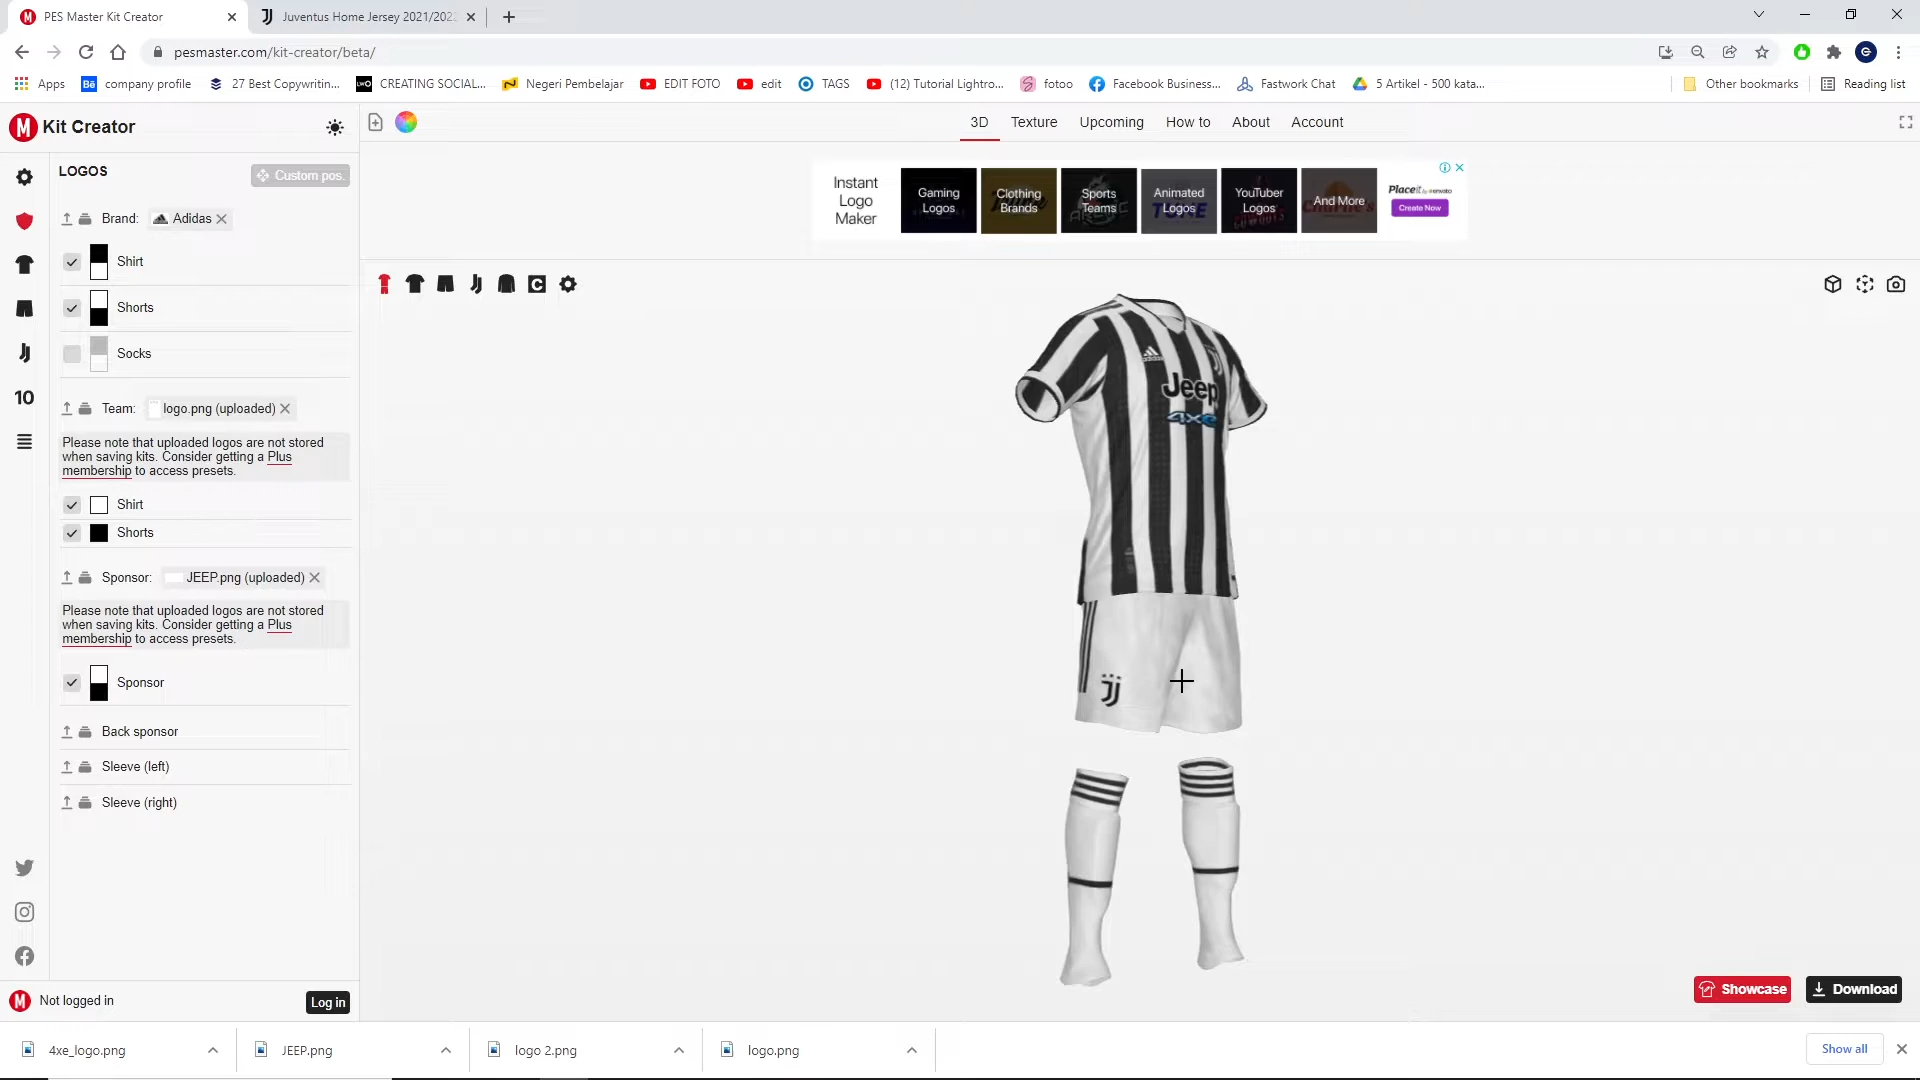 PES Master Kit Creator
Juventus Home Jersey 2021/202
pesmaster.com/kit-creator/beta/
Apps
company profile
27 Best Copywritin...
CREATING SOCIAL...
Negeri Pembelajar
EDIT FOTO
edit
TAGS
(12) Tutorial Lightro...
fotoo
Facebook Business...
Fastwork Chat
5 Artikel - 500 kata...
Other bookmarks
Reading list
Kit Creator
3D
Texture
Upcoming
How to
About
Account
LOGOS
Custom pos.
Instant
Logo
Maker
Gaming
Logos
Clothing
Brands
Sports
Teams
Animated
Logos
YouTuber
Logos
And More
Placeit by envato
Create Now
Brand:
Adidas
Shirt
Shorts
Socks
Team:
logo.png (uploaded)
Please note that uploaded logos are not stored
when saving kits. Consider getting a Plus
membership to access presets.
Shirt
Shorts
Sponsor:
JEEP.png (uploaded)
Please note that uploaded logos are not stored
when saving kits. Consider getting a Plus
membership to access presets.
Sponsor
Back sponsor
Sleeve (left)
Sleeve (right)
10
Jeep
4xe
Not logged in
Log in
Showcase
Download
4xe_logo.png
JEEP.png
logo 2.png
logo.png
Show all